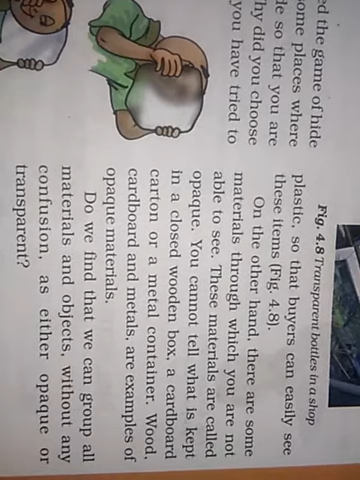 ed the game of hide
ome places where
de so that you are
hy did you choose
you have tried to
Fig. 4.8 Transparent bottles in a shop
plastic, so that buyers can easily see
these items (Fig. 4.8).
On the other hand, there are some
materials through which you are not
able to see. These materials are called
opaque. You cannot tell what is kept
in a closed wooden box, a cardboard
carton or a metal container. Wood,
cardboard and metals, are examples of
opaque materials.
Do we find that we can group all
materials and objects, without any
confusion, as either opaque or
transparent?